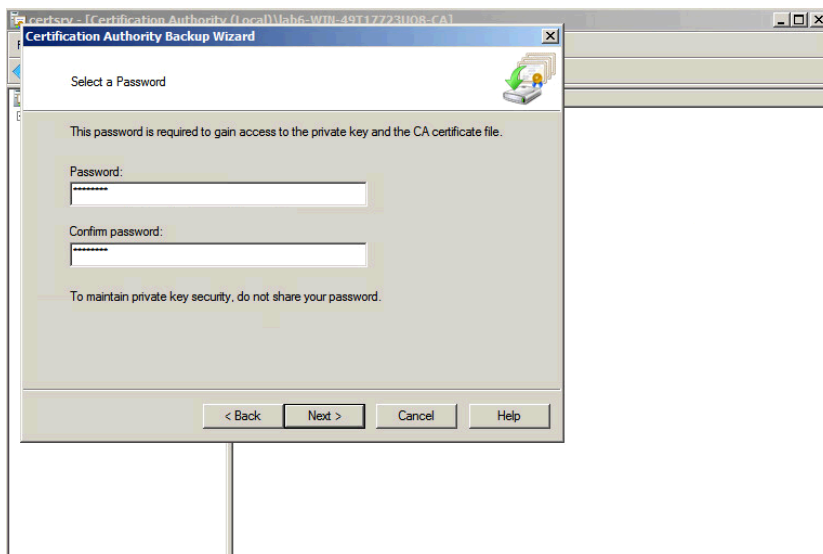 certsrv - [Certification Authority (Local)\lab6-WIN-49T17723UO8-CA]
Certification Authority Backup Wizard
Select a Password
This password is required to gain access to the private key and the CA certificate file.
Password:
********
Confirm password:
********
To maintain private key security, do not share your password.
< Back Next > Cancel Help